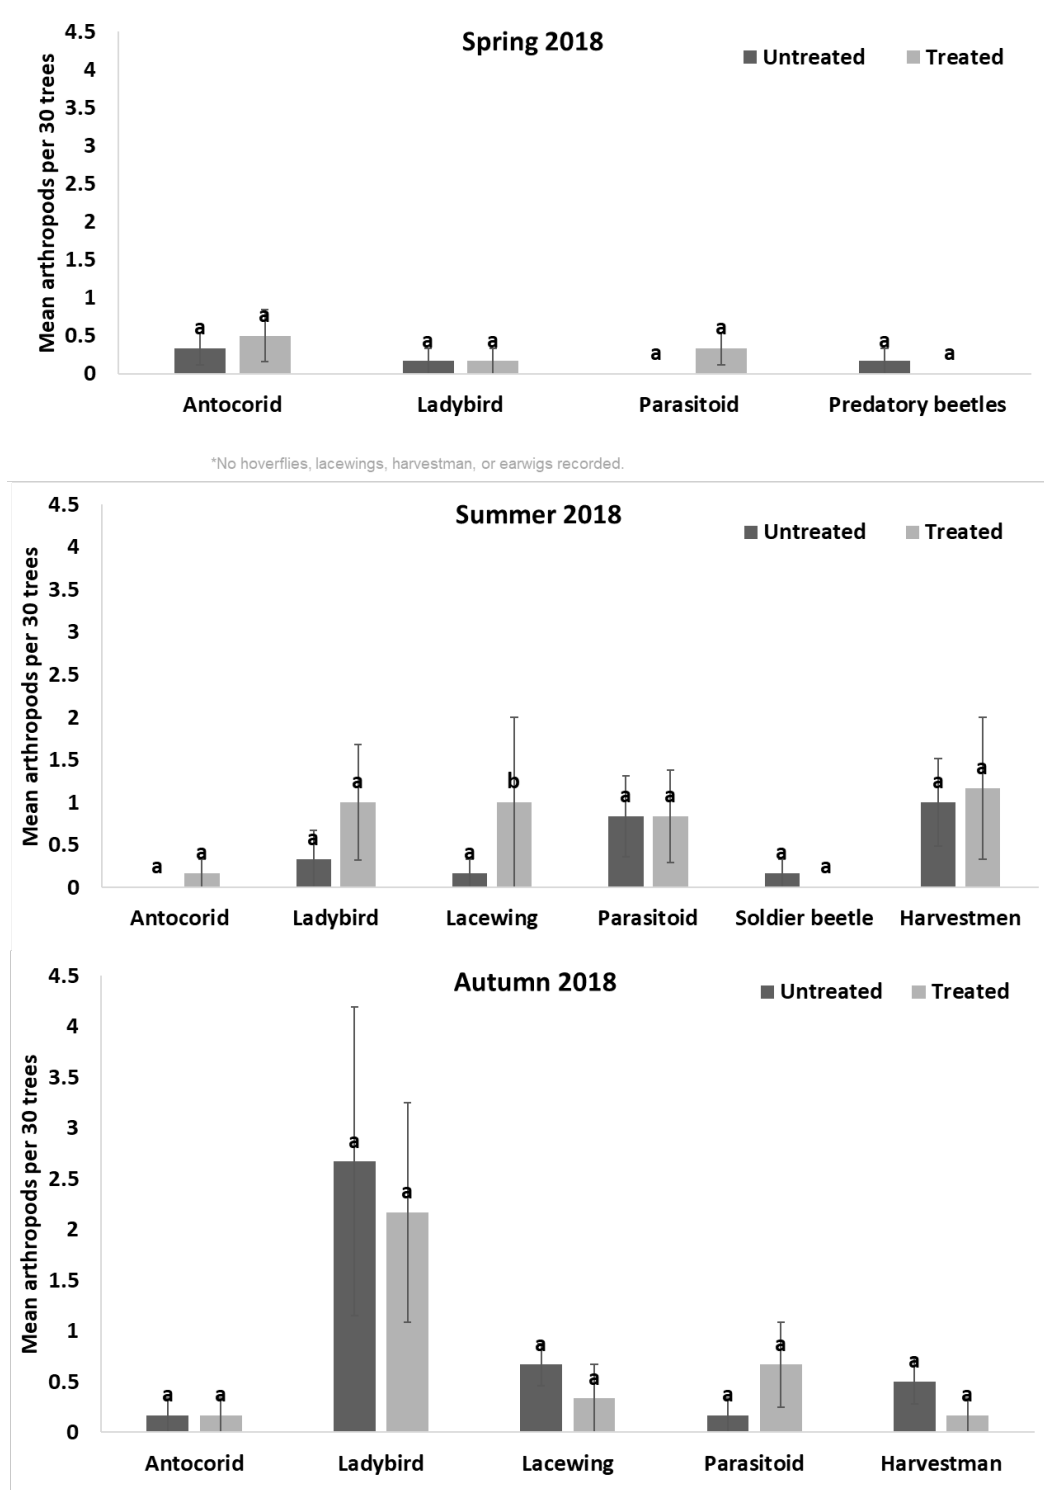 Spring 2018
Untreated Treated
Mean arthropods per 30 trees
4.5
4
3.5
3
2.5
2
1.5
1
0.5
0
a a a a a a a a
Antocorid Ladybird Parasitoid Predatory beetles
*No hoverflies, lacewings, harvestman, or earwigs recorded.
Summer 2018
Untreated Treated
Mean arthropods per 30 trees
4.5
4
3.5
3
2.5
2
1.5
1
0.5
0
a a a a a b a a a a a a
Antocorid Ladybird Lacewing Parasitoid Soldier beetle Harvestmen
Autumn 2018
Untreated Treated
Mean arthropods per 30 trees
4.5
4
3.5
3
2.5
2
1.5
1
0.5
0
a a a a a a a a a a
Antocorid Ladybird Lacewing Parasitoid Harvestman